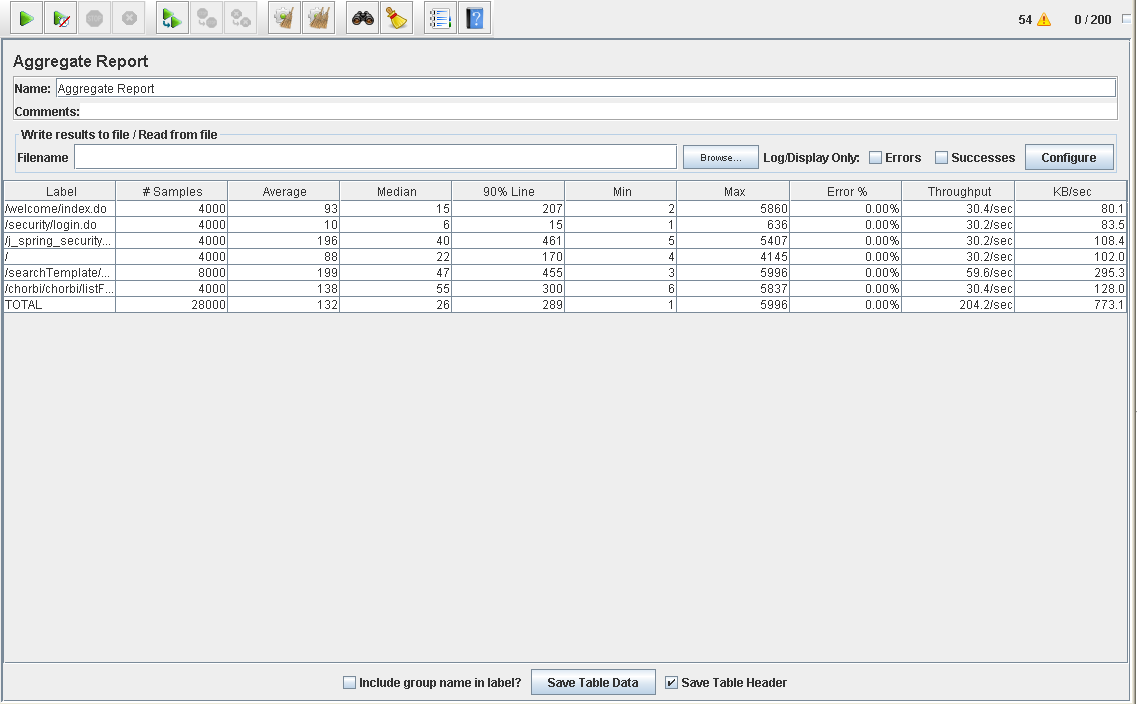 54 0 / 200
Aggregate Report
Name: Aggregate Report
Comments:
Write results to file / Read from file
Filename Browse... Log/Display Only: Errors Successes Configure
Label # Samples Average Median 90% Line Min Max Error % Throughput KB/sec
/welcome/index.do 4000 93 15 207 2 5860 0.00% 30.4/sec 80.1
/security/login.do 4000 10 6 15 1 636 0.00% 30.2/sec 83.5
/j_spring_security... 4000 196 40 461 5 5407 0.00% 30.2/sec 108.4
/ 4000 88 22 170 4 4145 0.00% 30.2/sec 102.0
/searchTemplate/... 8000 199 47 455 3 5996 0.00% 59.6/sec 295.3
/chorbi/chorbi/listF... 4000 138 55 300 6 5837 0.00% 30.4/sec 128.0
TOTAL 28000 132 26 289 1 5996 0.00% 204.2/sec 773.1
Include group name in label? Save Table Data Save Table Header